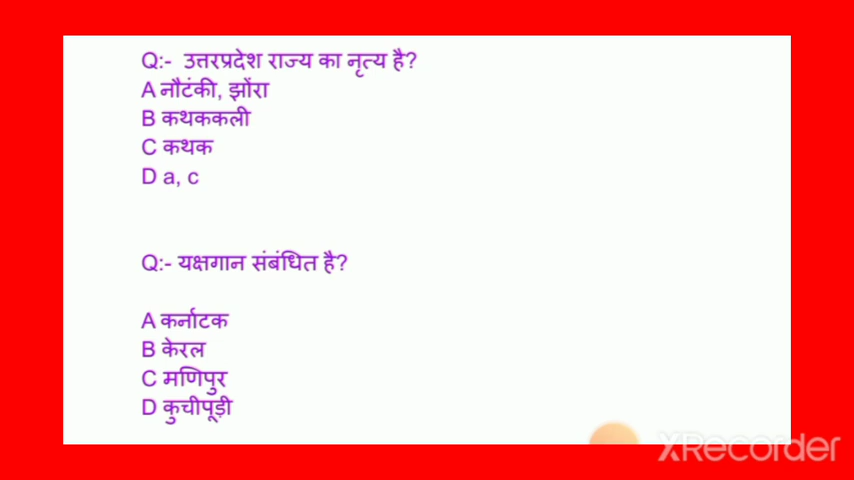 Q:- उत्तरप्रदेश राज्य का नृत्य है?
A नौटंकी, झोंरा
B कथककली
C कथक
D a, c
Q:- यक्षगान संबंधित है?
A कर्नाटक
B केरल
C मणिपुर
D कुचीपूड़ी
XRecorder